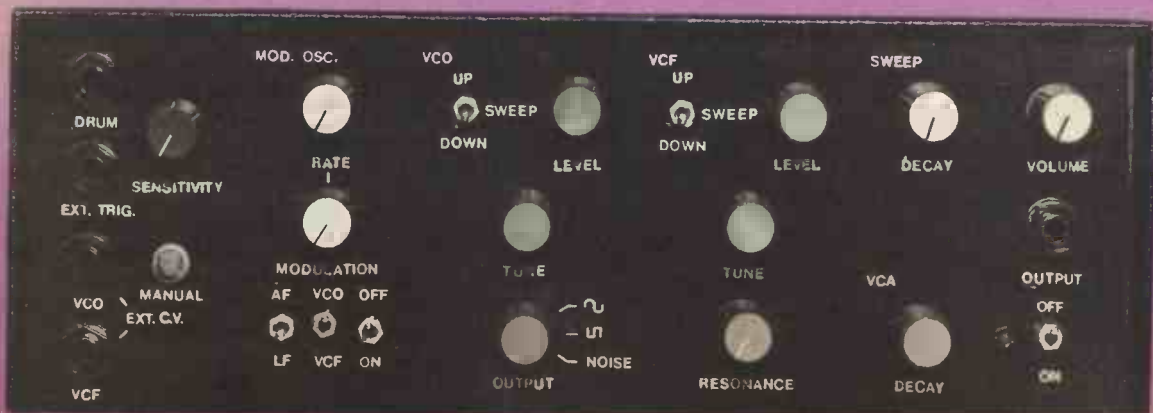 MOD. OSC.
VCO
VCF
SWEEP
UP
UP
SWEEP
SWEEP
DRUM
DOWN
DOWN
RATE
LEVEL
LEVEL
DECAY
VOLUME
SENSITIVITY
EXT. TRIG.
MODULATION
TUNE
TUNE
VCA
OUTPUT
MANUAL
AF VCO OFF
VCO
EXT. C.V.
OFF
LF VCF ON
NOISE
ON
VCF
OUTPUT
RESONANCE
DECAY